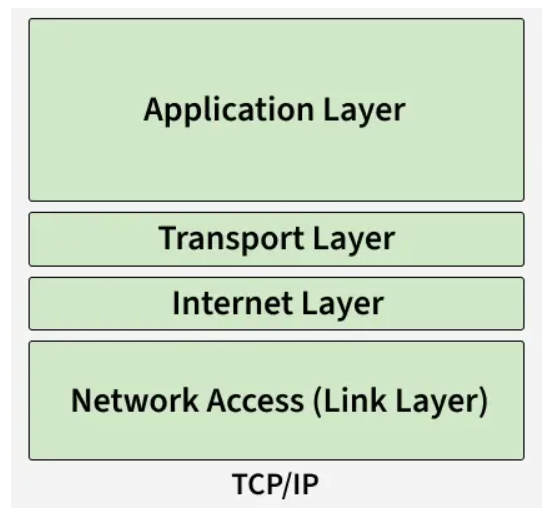 Application Layer
Transport Layer
Internet Layer
Network Access (Link Layer)
TCP/IP